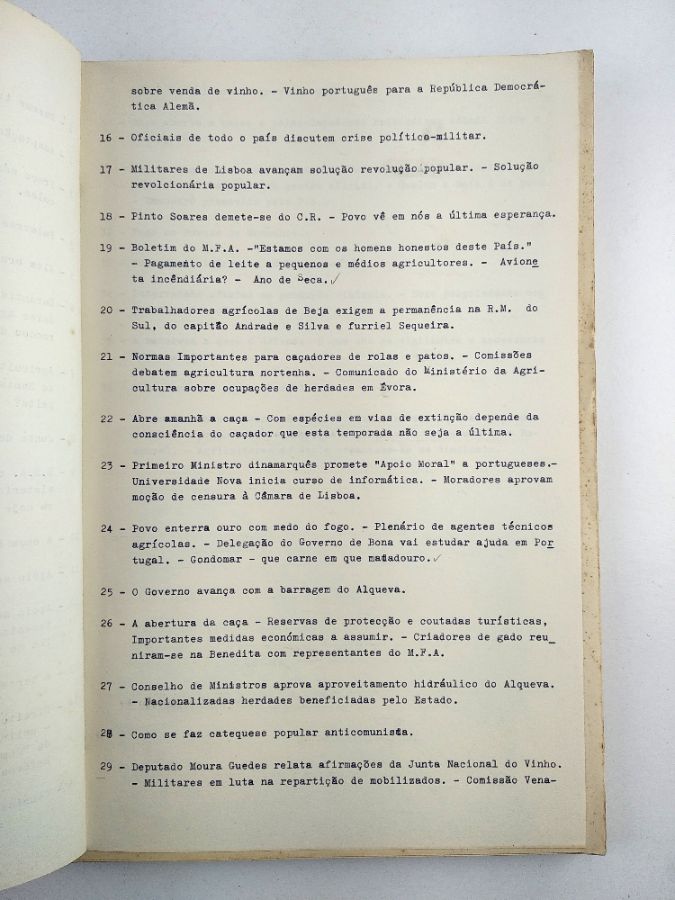 sobre venda de vinho. - Vinho português para a República Democrá-
tica Alemã.
16 - Oficiais de todo o país discutem crise político-militar.
17 - Militares de Lisboa avançam solução revolução popular. - Solução
revolcionária popular.
18 - Pinto Soares demete-se do C.R. - Povo vê em nós a última esperança.
19 - Boletim do M.F.A. -"Estamos com os homens honestos deste País."
- Pagamento de leite a pequenos e médios agricultores. - Avione
ta incêndiária? - Ano de Seca. ✓
20 - Trabalhadores agrícolas de Beja exigem a permanência na R.M. do
Sul, do capitão Andrade e Silva e furriel Sequeira.
21 - Normas Importantes para caçadores de rolas e patos. - Comissões
debatem agricultura nortenha. - Comunicado do Ministério da Agri-
cultura sobre ocupações de herdades em Évora.
22 - Abre amanhã a caça - Com espécies em vias de extinção depende da
consciência do caçador que esta temporada não seja a última.
23 - Primeiro Ministro dinamarquês promete "Apoio Moral" a portugueses.-
Universidade Nova inicia curso de informática. - Moradores aprovam
moção de censura à Câmara de Lisboa.
24 - Povo enterra ouro com medo do fogo. - Plenário de agentes técnicos
agrícolas. - Delegação do Governo de Bona vai estudar ajuda em Por
tugal. - Gondomar - que carne em que matadouro. ✓
25 - O Governo avança com a barragem do Alqueva.
26 - A abertura da caça - Reservas de protecção e coutadas turísticas,
Importantes medidas económicas a assumir. - Criadores de gado reu_
niram-se na Benedita com representantes do M.F.A.
27 - Conselho de Ministros aprova aproveitamento hidráulico do Alqueva.
- Nacionalizadas herdades beneficiadas pelo Estado.
28 - Como se faz catequese popular anticomunista.
29 - Deputado Moura Guedes relata afirmações da Junta Nacional do Vinho.
- Militares em luta na repartição de mobilizados. - Comissão Vena-